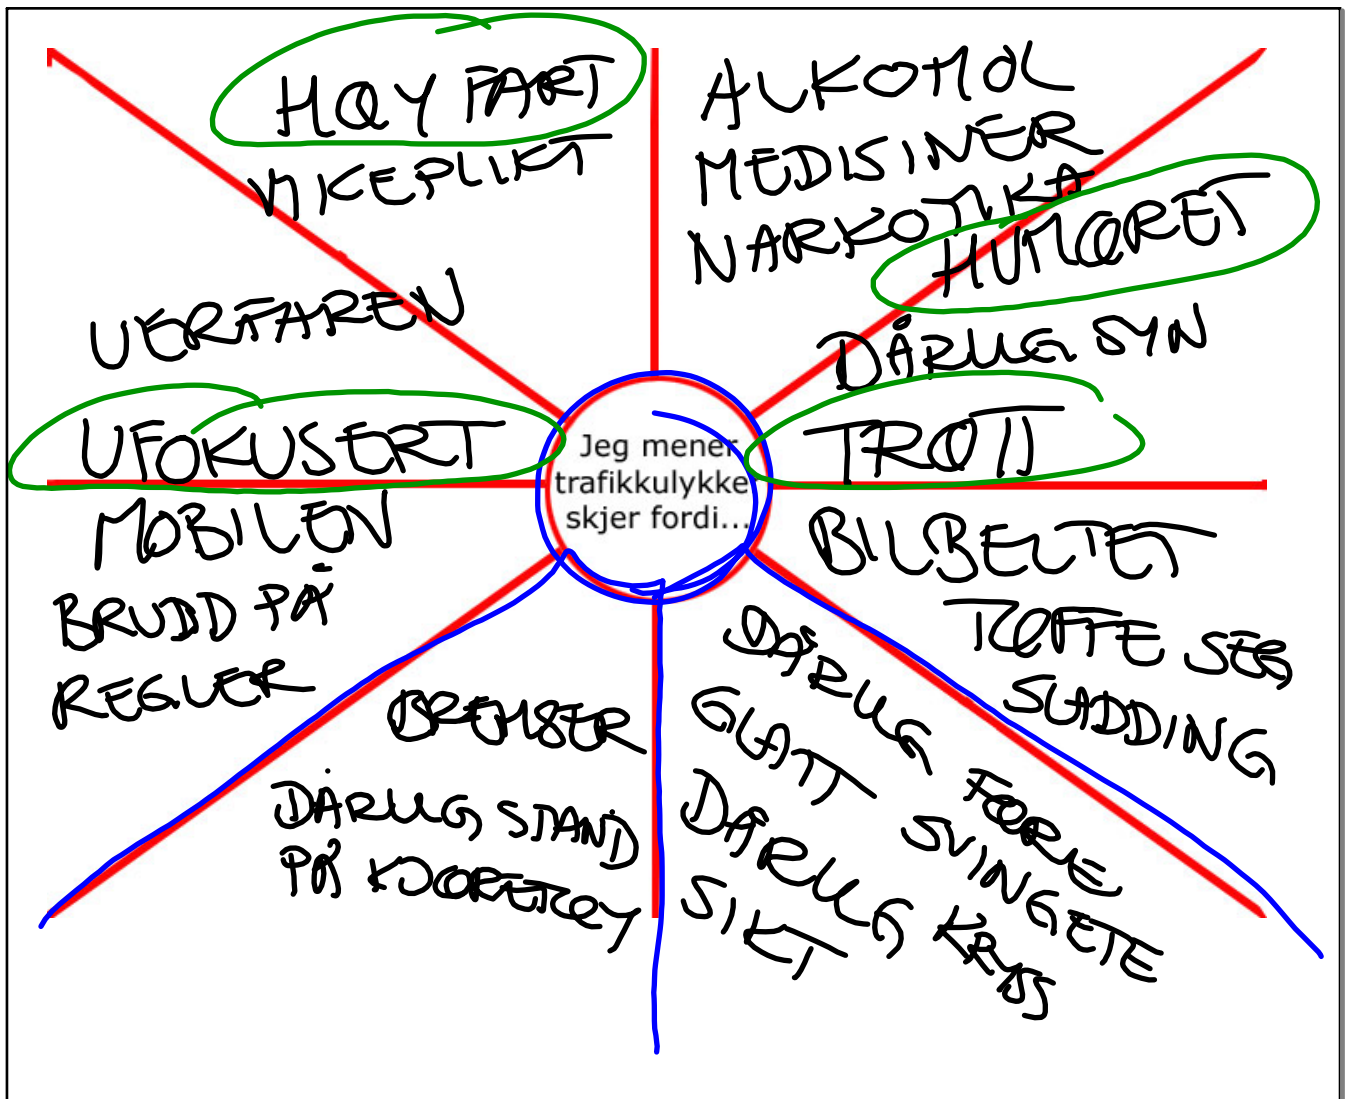 HØY FART
VIKEPLIKT
ALKOHOL
MEDISINER
NARKOTIKA
HUMØRET
UERFAREN
DÅRLIG SYN
UFOKUSERT
TRØTT
Jeg mener
trafikkulykke
skjer fordi...
MOBILEN
BRUDD PÅ
REGLER
BILBELTET
TØFFE SEG
SLADDING
BREMSER
DÅRLIG STAND
PÅ KJØRETØY
DÅRLIG FØRE
GLATT SVINGETE
DÅRLIG KRYSS
SIKT